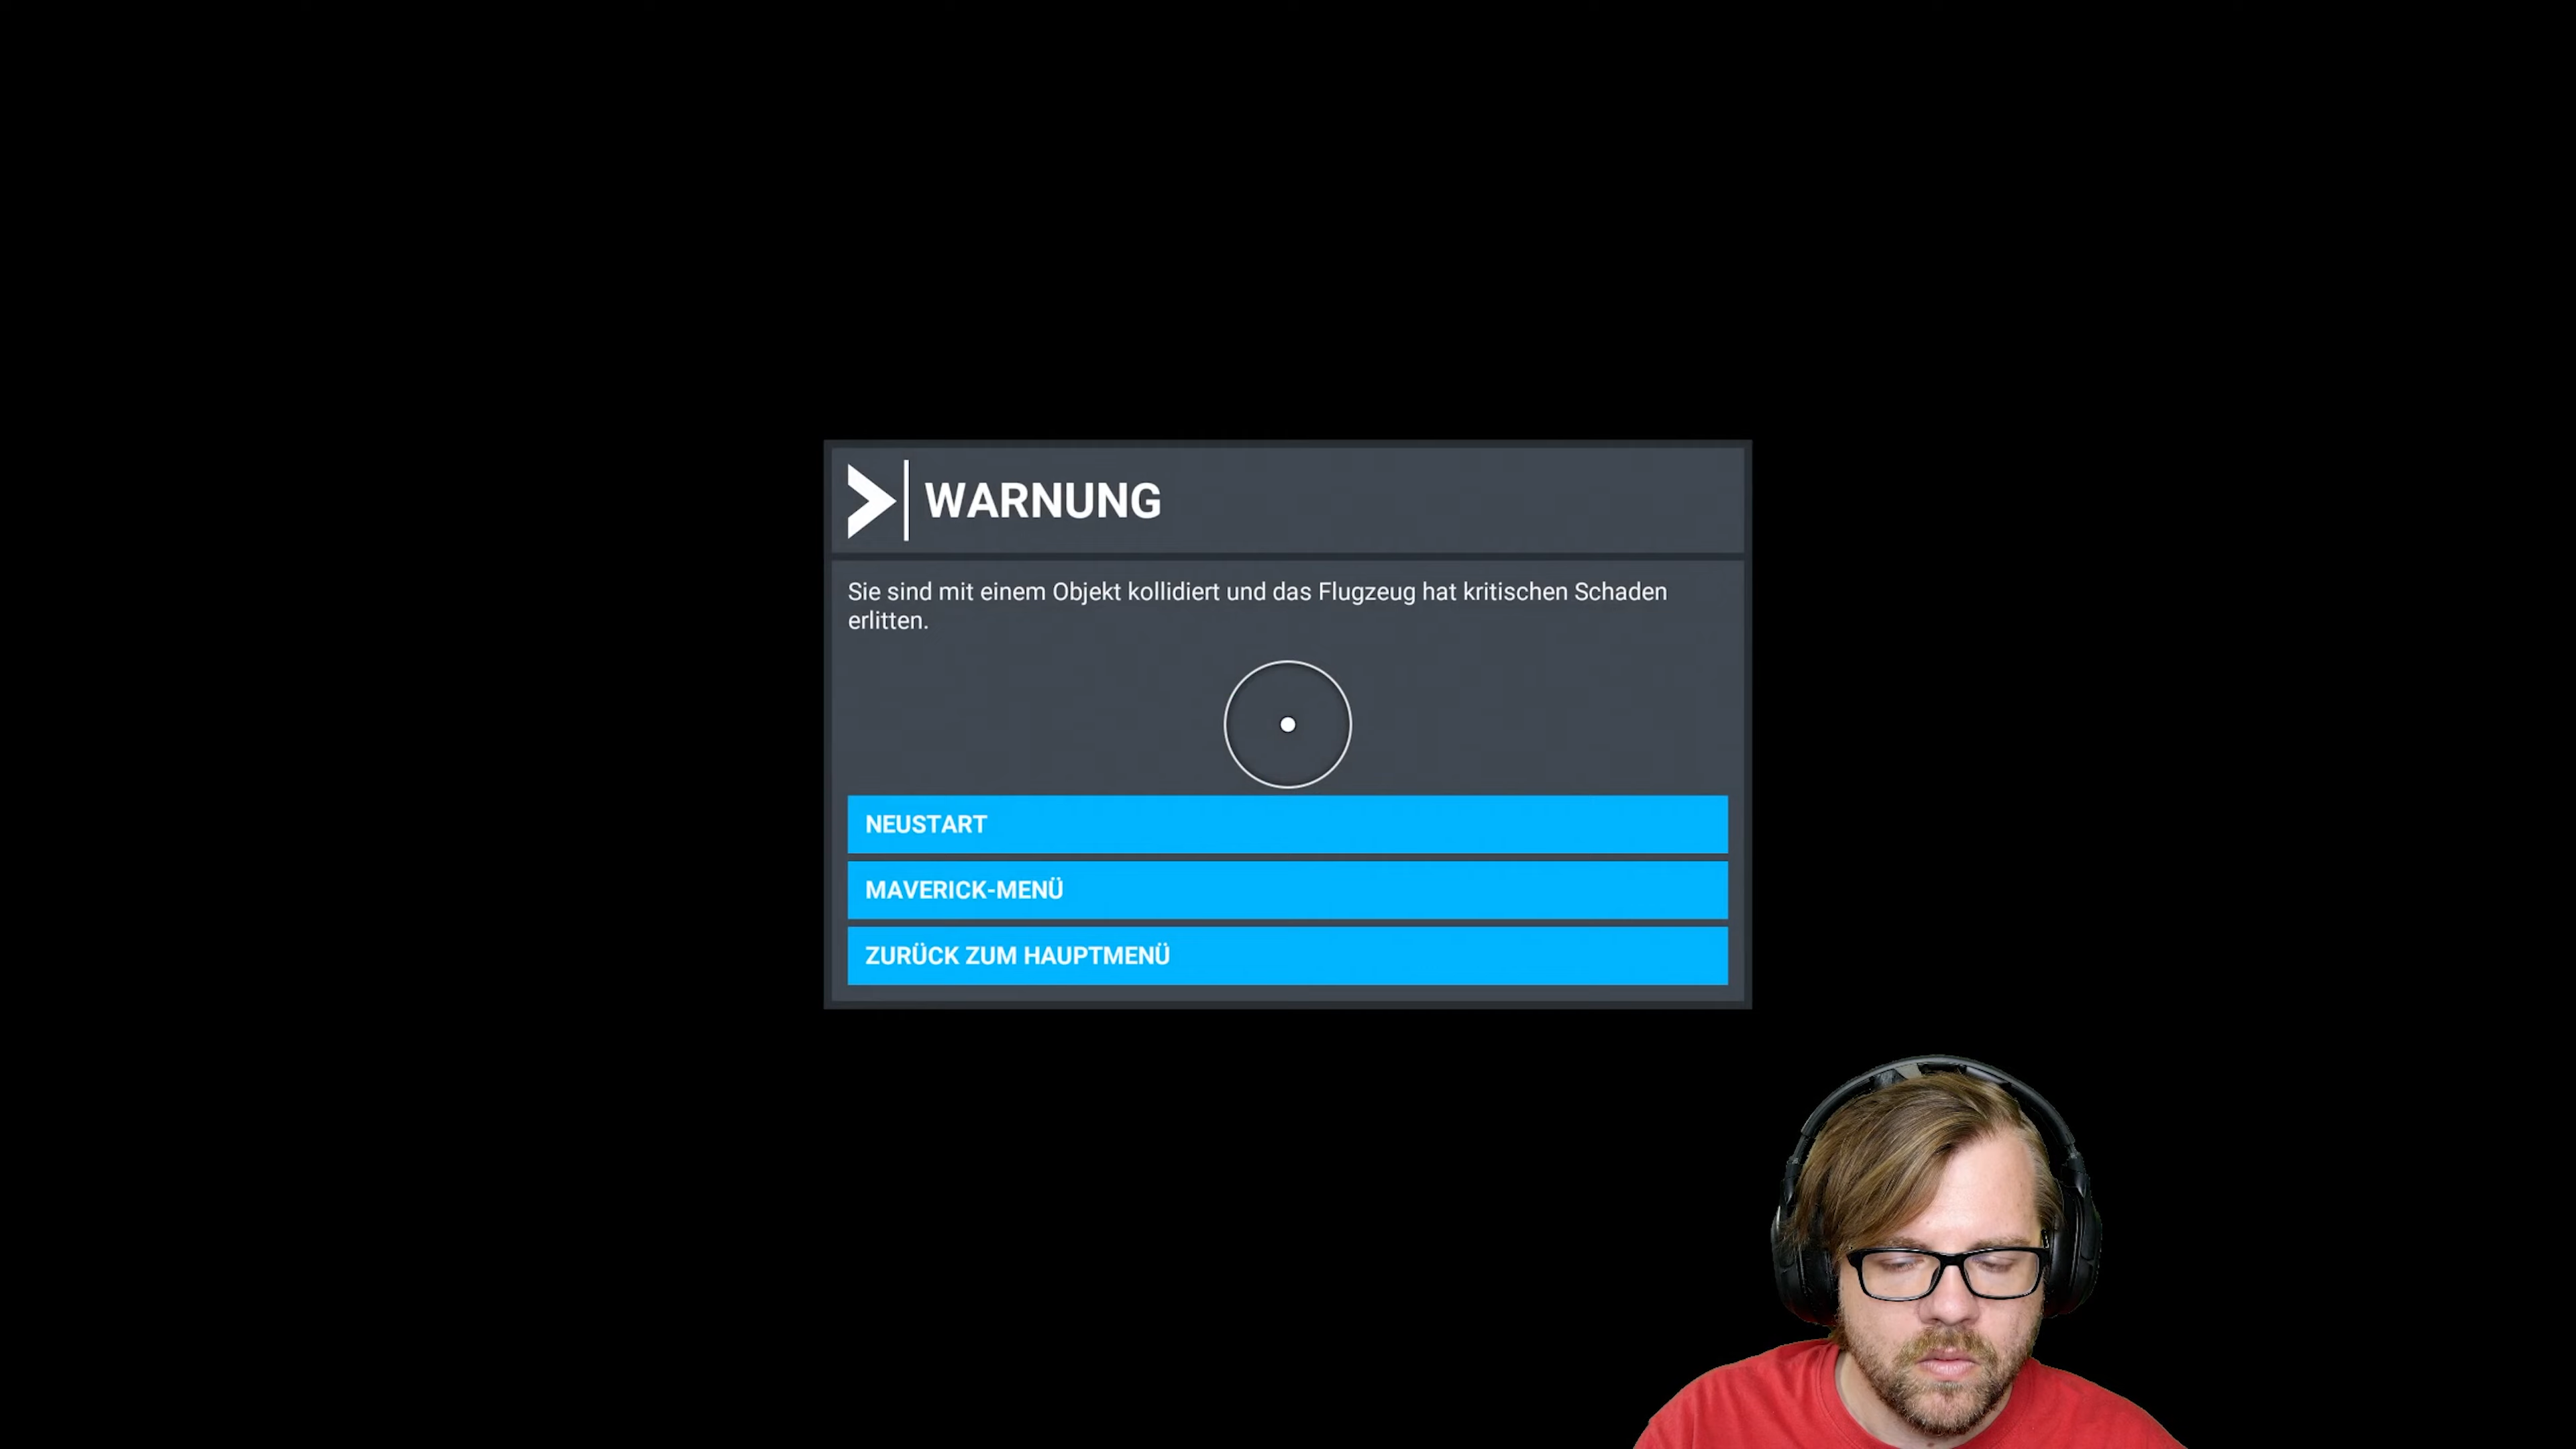 WARNUNG
Sie sind mit einem Objekt kollidiert und das Flugzeug hat kritischen Schaden
erlitten.
NEUSTART
MAVERICK-MENÜ
ZURÜCK ZUM HAUPTMENÜ